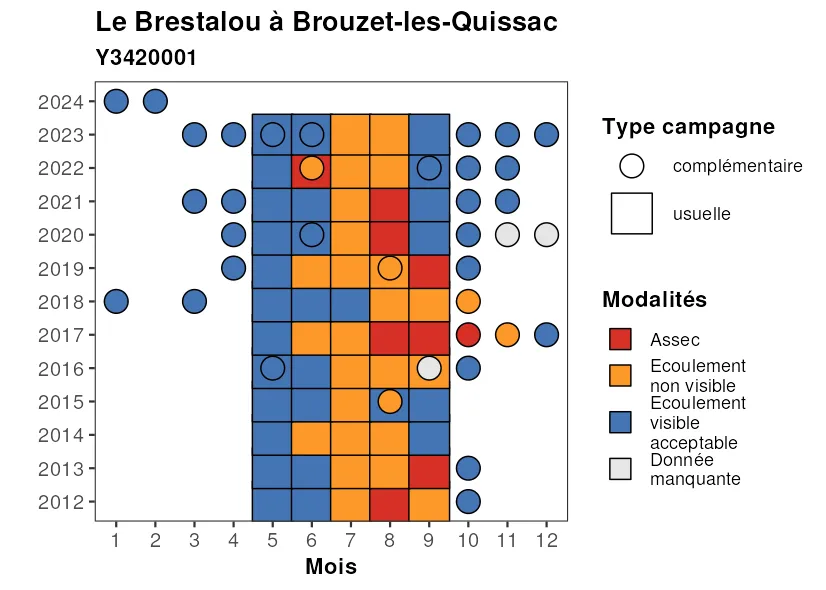 Le Brestalou à Brouzet-les-Quissac
Y3420001
2024
2023
2022
2021
2020
2019
2018
2017
2016
2015
2014
2013
2012
1 2 3 4 5 6 7 8 9 10 11 12
Mois
Type campagne
complémentaire
usuelle
Modalités
Assec
Ecoulement
non visible
Ecoulement
visible
acceptable
Donnée
manquante